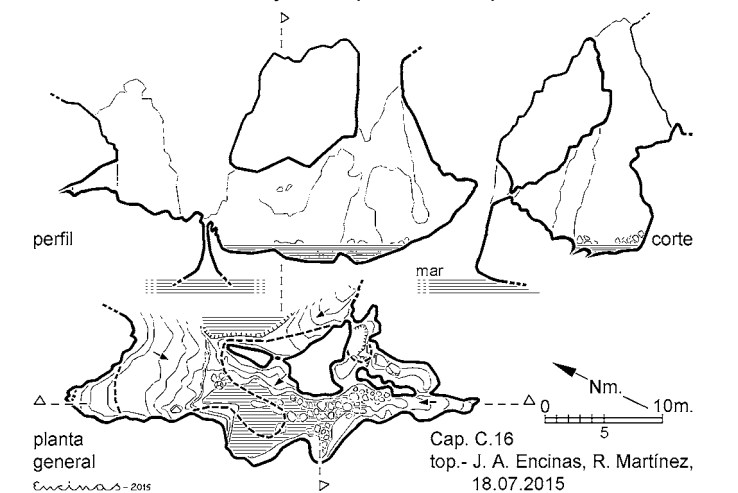 perfil
mar
corte
Nm.
0
10m.
5
planta
general
Cap. C.16
top.- J. A. Encinas, R. Martínez,
18.07.2015
Encinas - 2015